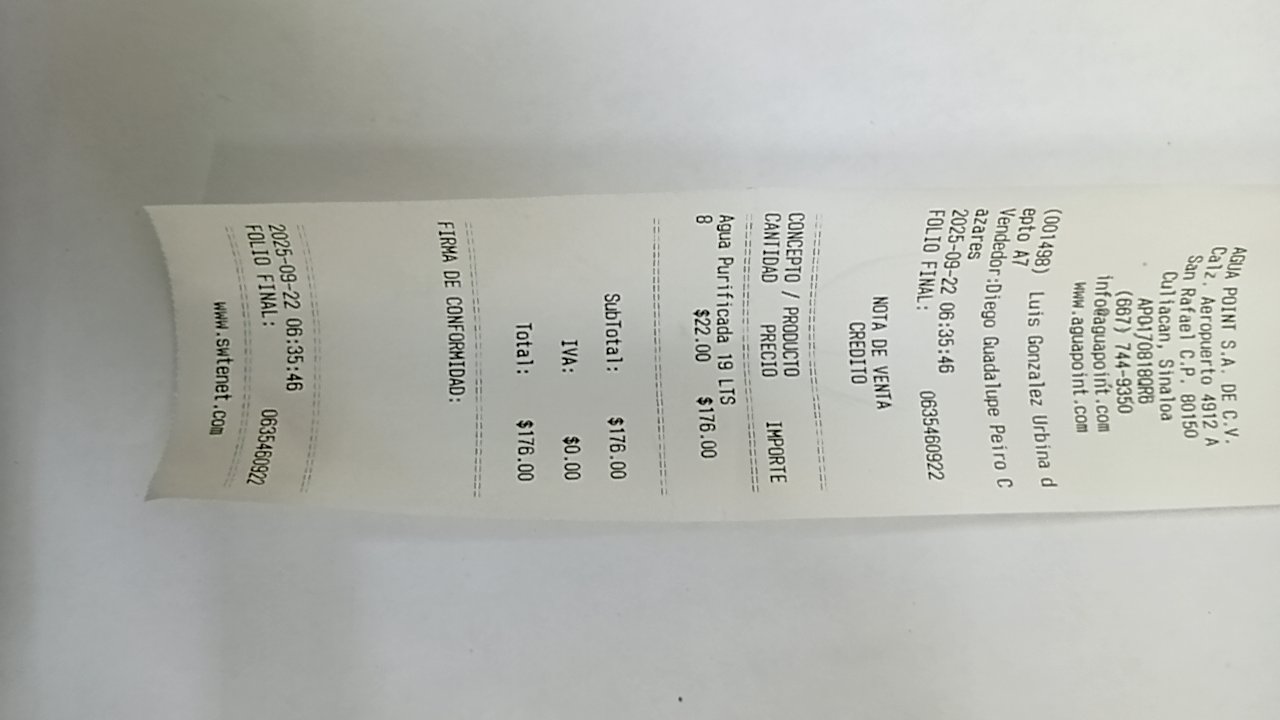 AGUA POINT S.A. DE C.V.
Calz. Aeropuerto 4912 A
San Rafael C.P. 80150
Culiacan, Sinaloa
APO170818QRB
(667) 744-9350
info@aguapoint.com
www.aguapoint.com
(001498) Luis Gonzalez Urbina d
epto A7
Vendedor:Diego Guadalupe Peiro C
azares
2025-09-22 06:35:46
FOLIO FINAL: 0635460922
NOTA DE VENTA
CREDITO
================================
CONCEPTO / PRODUCTO
CANTIDAD PRECIO IMPORTE
================================
Agua Purificada 19 LTS
8 $22.00 $176.00
================================
SubTotal: $176.00
IVA: $0.00
Total: $176.00
================================
FIRMA DE CONFORMIDAD:
================================
2025-09-22 06:35:46
FOLIO FINAL: 0635460922
================================
www.swtenet.com